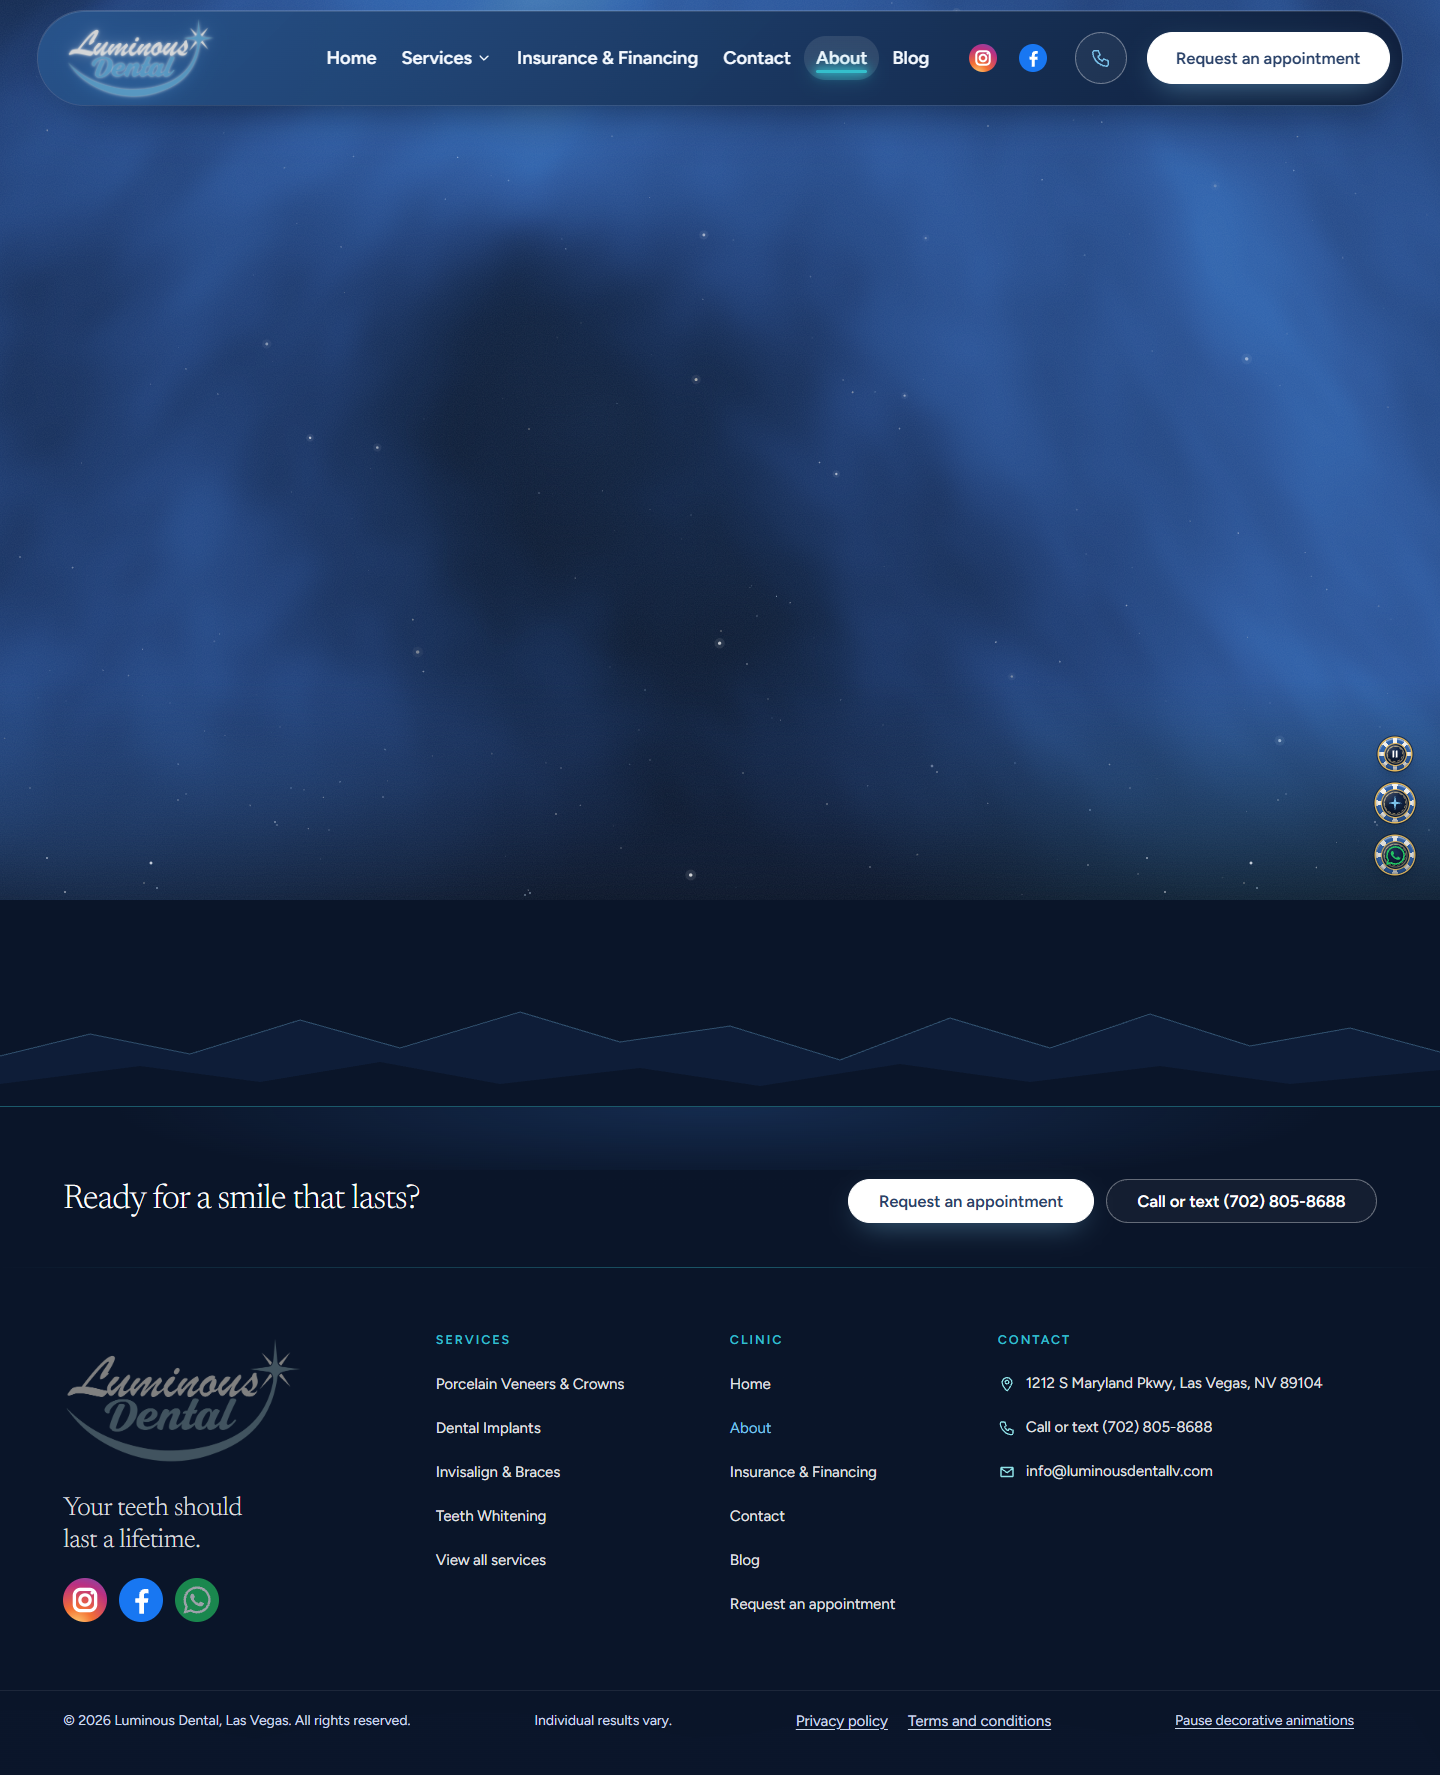 Luminous
Dental
Home
Services
Insurance & Financing
Contact
About
Blog
Request an appointment
Ready for a smile that lasts?
Request an appointment
Call or text (702) 805-8688
Luminous
Dental
Your teeth should
last a lifetime.
SERVICES
Porcelain Veneers & Crowns
Dental Implants
Invisalign & Braces
Teeth Whitening
View all services
CLINIC
Home
About
Insurance & Financing
Contact
Blog
Request an appointment
CONTACT
1212 S Maryland Pkwy, Las Vegas, NV 89104
Call or text (702) 805-8688
info@luminousdentallv.com
© 2026 Luminous Dental, Las Vegas. All rights reserved.
Individual results vary.
Privacy policy
Terms and conditions
Pause decorative animations